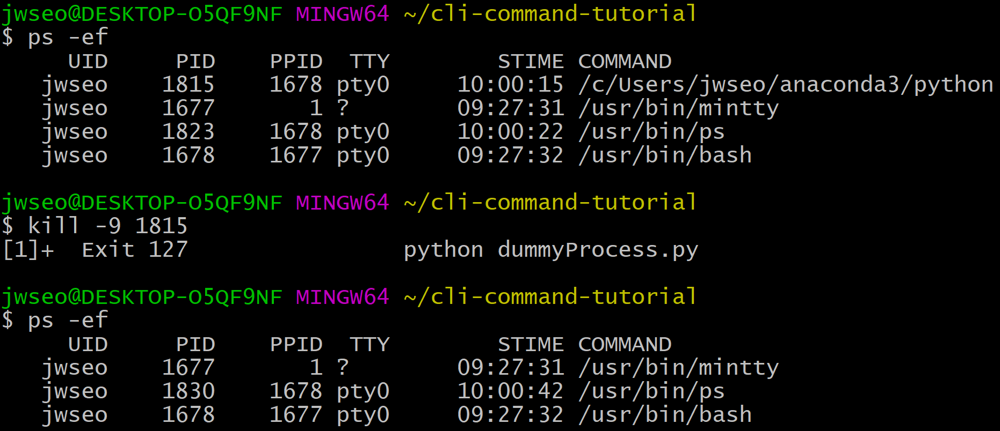 jwseo@DESKTOP-O5QF9NF MINGW64 ~/cli-command-tutorial
$ ps -ef
     UID     PID    PPID  TTY        STIME COMMAND
   jwseo    1815    1678 pty0     10:00:15 /c/Users/jwseo/anaconda3/python
   jwseo    1677       1 ?        09:27:31 /usr/bin/mintty
   jwseo    1823    1678 pty0     10:00:22 /usr/bin/ps
   jwseo    1678    1677 pty0     09:27:32 /usr/bin/bash

jwseo@DESKTOP-O5QF9NF MINGW64 ~/cli-command-tutorial
$ kill -9 1815
[1]+  Exit 127                python dummyProcess.py

jwseo@DESKTOP-O5QF9NF MINGW64 ~/cli-command-tutorial
$ ps -ef
     UID     PID    PPID  TTY        STIME COMMAND
   jwseo    1677       1 ?        09:27:31 /usr/bin/mintty
   jwseo    1830    1678 pty0     10:00:42 /usr/bin/ps
   jwseo    1678    1677 pty0     09:27:32 /usr/bin/bash